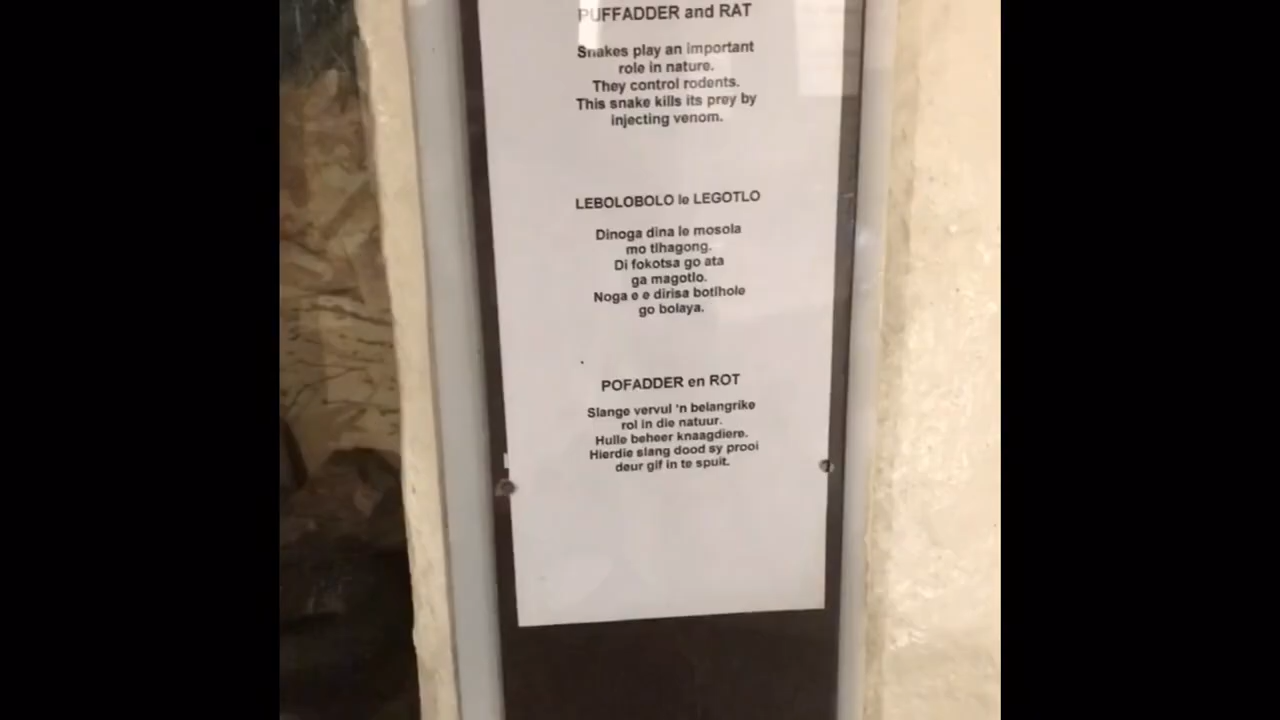 PUFFADDER and RAT
Snakes play an important
role in nature.
They control rodents.
This snake kills its prey by
injecting venom.
LEBOLOBOLO le LEGOTLO
Dinoga dina le mosola
mo tlhagong.
Di fokotsa go ata
ga magotlo.
Noga e e dirisa botlhole
go bolaya.
POFADDER en ROT
Slange vervul 'n belangrike
rol in die natuur.
Hulle beheer knaagdiere.
Hierdie slang dood sy prooi
deur gif in te spuit.